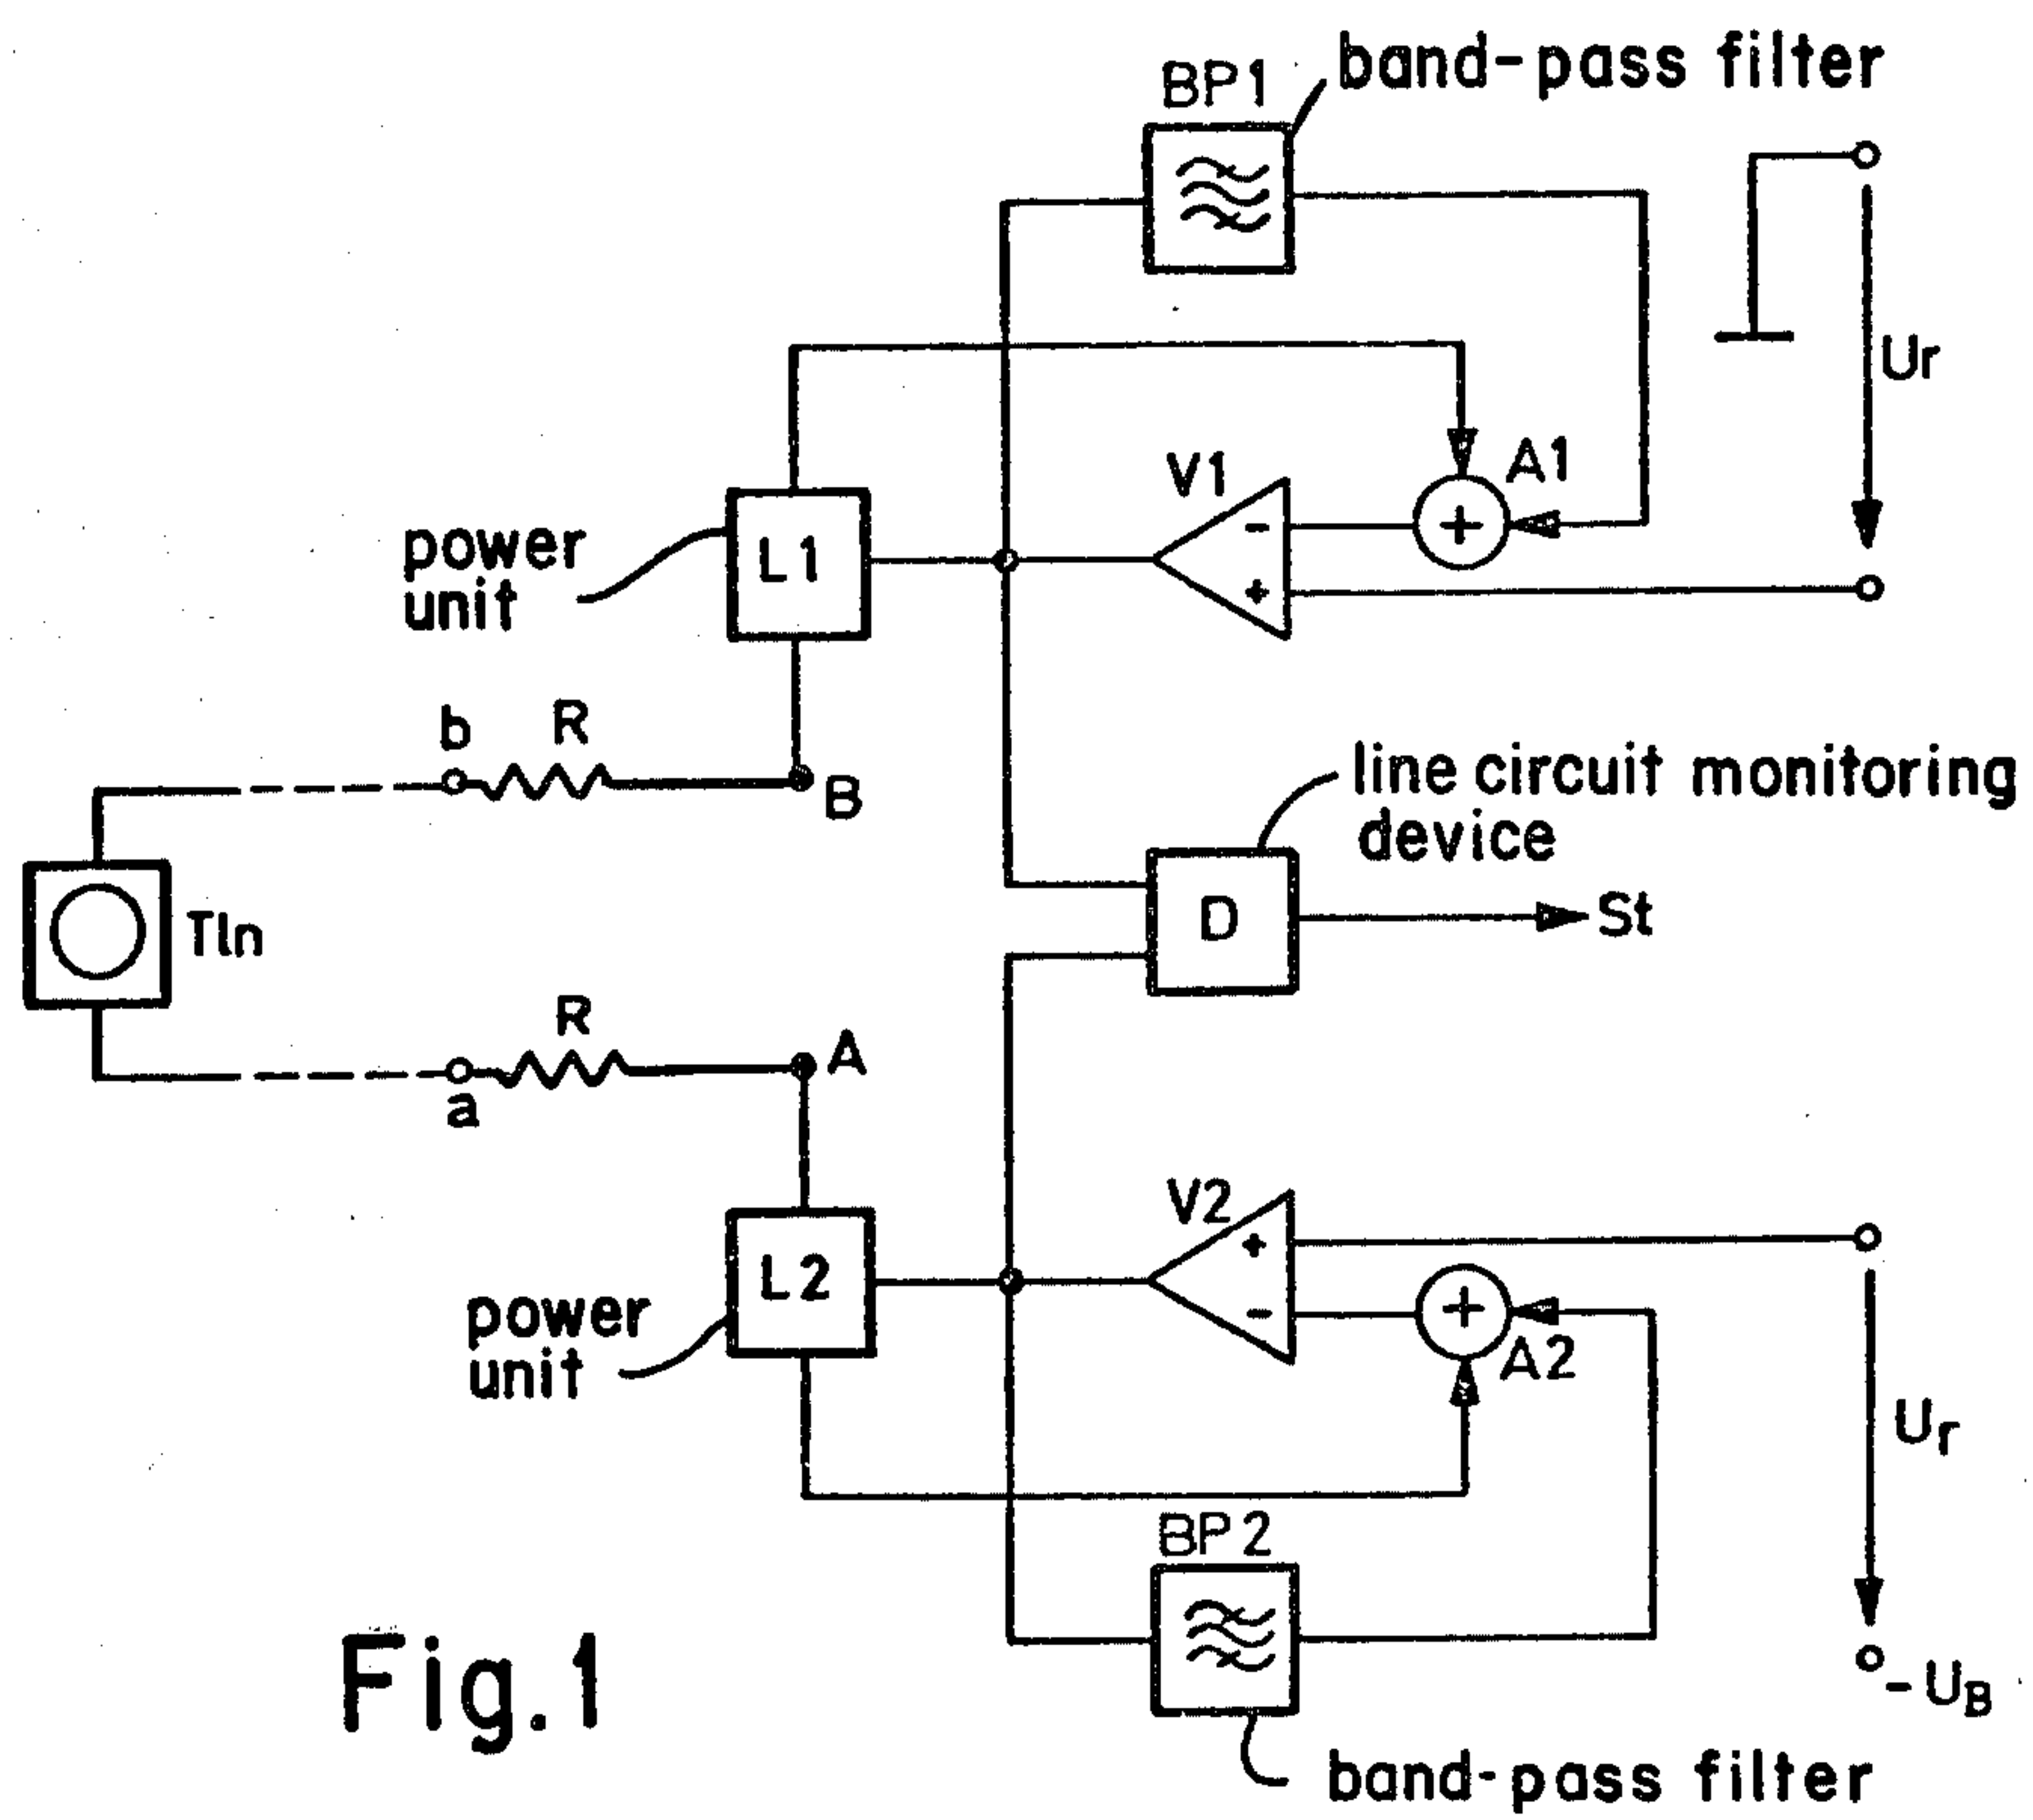 BP1
band-pass filter
Ur
A1
V1
-
+
+
power
unit
L1
b
R
B
line circuit monitoring
device
D
St
Tln
R
A
a
V2
+
-
+
A2
L2
power
unit
Ur
BP2
-UB
band-pass filter
Fig.1